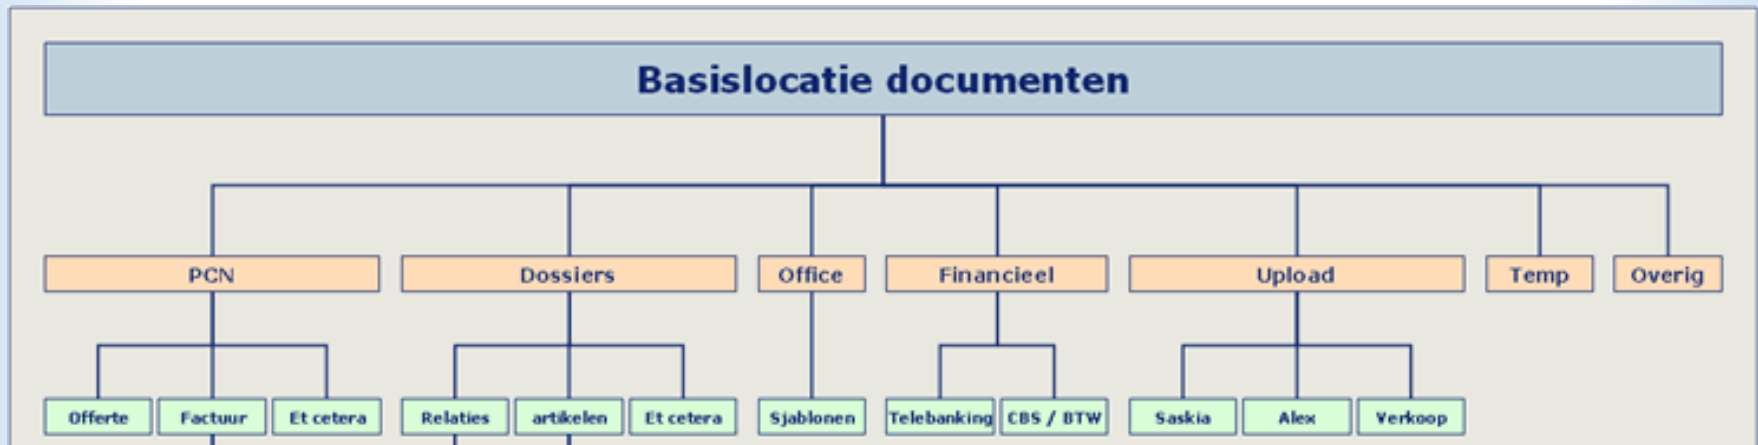 Basislocatie documenten
PCN
Dossiers
Office
Financieel
Upload
Temp
Overig
Offerte
Factuur
Et cetera
Relaties
artikelen
Et cetera
Sjablonen
Telebanking
CBS / BTW
Saskia
Alex
Verkoop